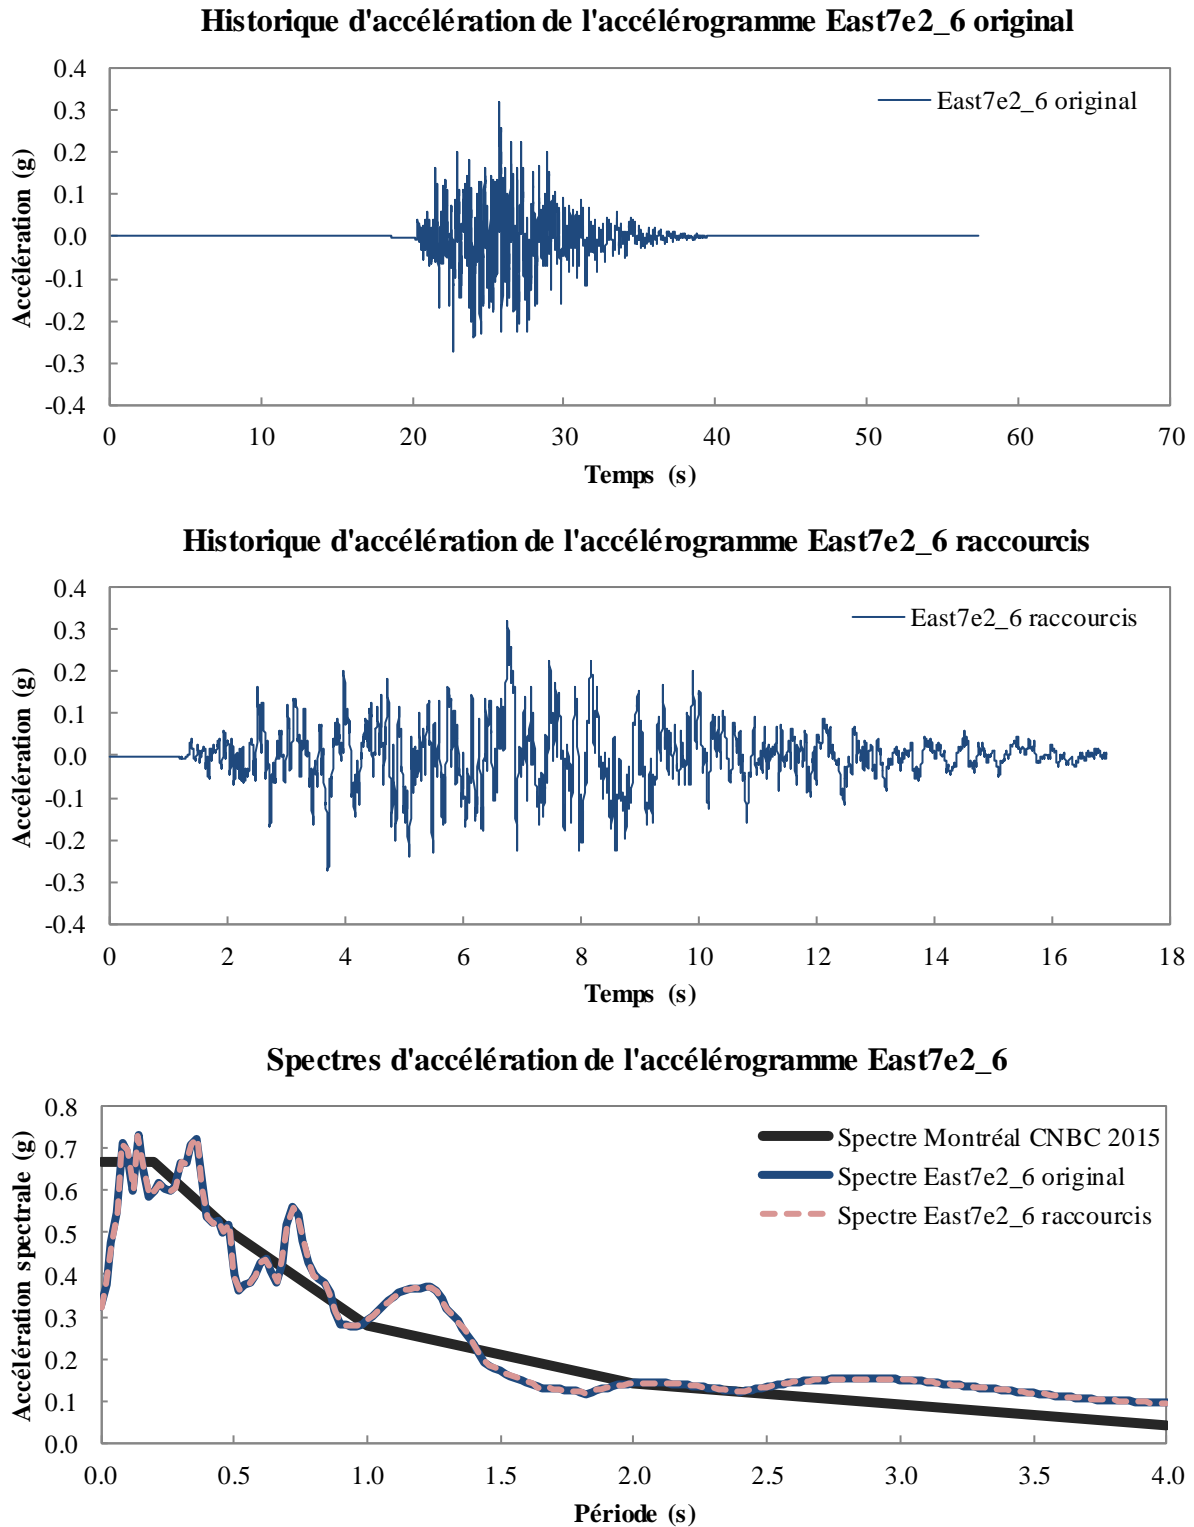 Historique d'accélération de l'accélérogramme East7e2_6 original
0.4
0.3
0.2
0.1
0.0
-0.1
-0.2
-0.3
-0.4
Accélération (g)
East7e2_6 original
0 10 20 30 40 50 60 70
Temps (s)
Historique d'accélération de l'accélérogramme East7e2_6 raccourcis
0.4
0.3
0.2
0.1
0.0
-0.1
-0.2
-0.3
-0.4
Accélération (g)
East7e2_6 raccourcis
0 2 4 6 8 10 12 14 16 18
Temps (s)
Spectres d'accélération de l'accélérogramme East7e2_6
0.8
0.7
0.6
0.5
0.4
0.3
0.2
0.1
0.0
Accélération spectrale (g)
Spectre Montréal CNBC 2015
Spectre East7e2_6 original
Spectre East7e2_6 raccourcis
0.0 0.5 1.0 1.5 2.0 2.5 3.0 3.5 4.0
Période (s)